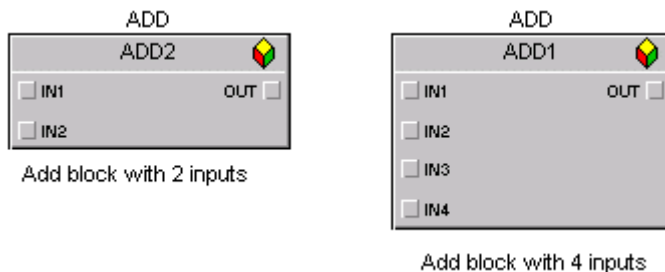 ADD
ADD2
IN1 OUT
IN2
Add block with 2 inputs
ADD
ADD1
IN1 OUT
IN2
IN3
IN4
Add block with 4 inputs